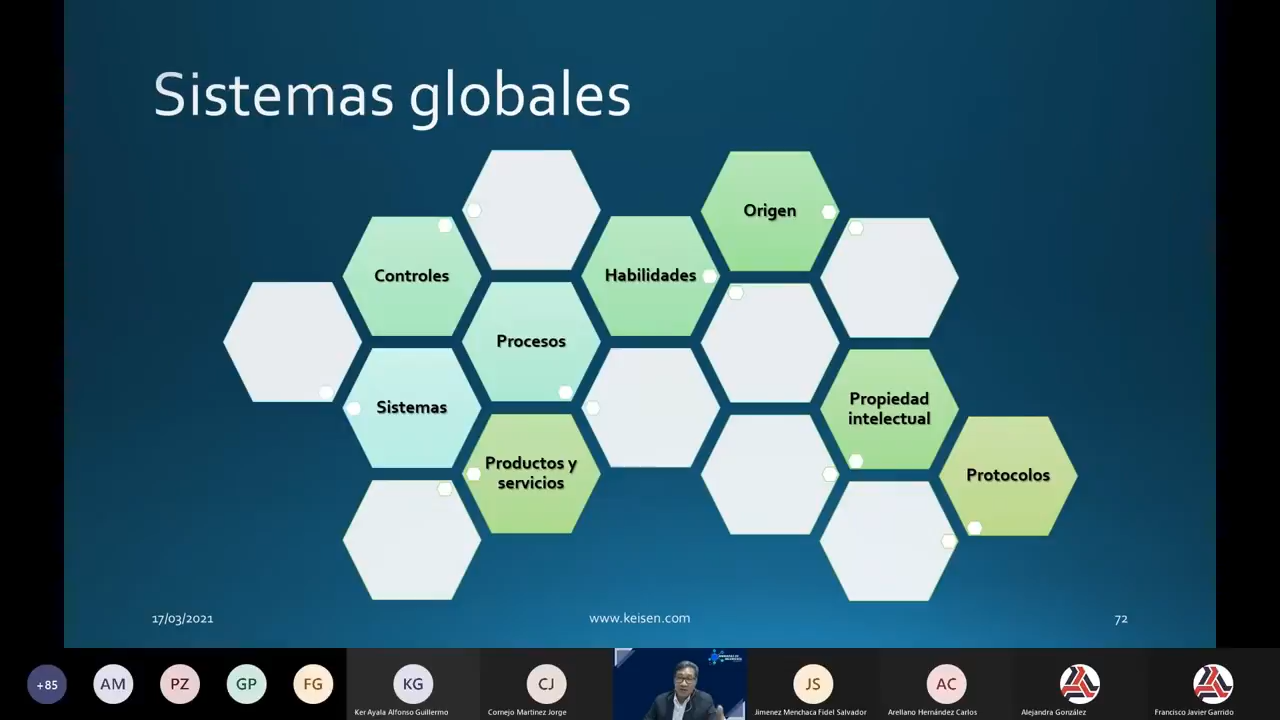 Sistemas globales
Origen
Controles
Habilidades
Procesos
Propiedad
intelectual
Sistemas
Productos y
servicios
Protocolos
17/03/2021
www.keisen.com
72
+85
AM
PZ
GP
FG
KG
CJ
JS
AC
Ker Ayala Alfonso Guillermo
Cornejo Martinez Jorge
Jimenez Menchaca Fidel Salvador
Arellano Hernández Carlos
Alejandra González
Francisco Javier Garrido